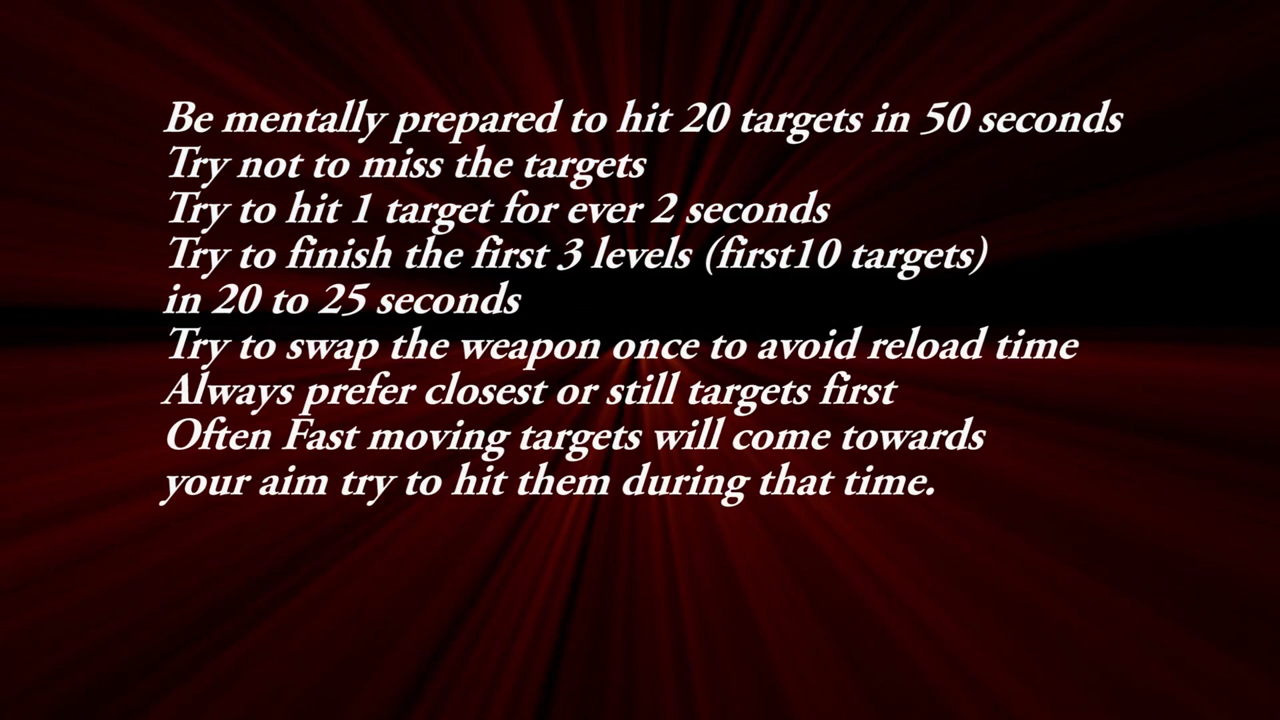 Be mentally prepared to hit 20 targets in 50 seconds
Try not to miss the targets
Try to hit 1 target for ever 2 seconds
Try to finish the first 3 levels (first10 targets)
in 20 to 25 seconds
Try to swap the weapon once to avoid reload time
Always prefer closest or still targets first
Often Fast moving targets will come towards
your aim try to hit them during that time.